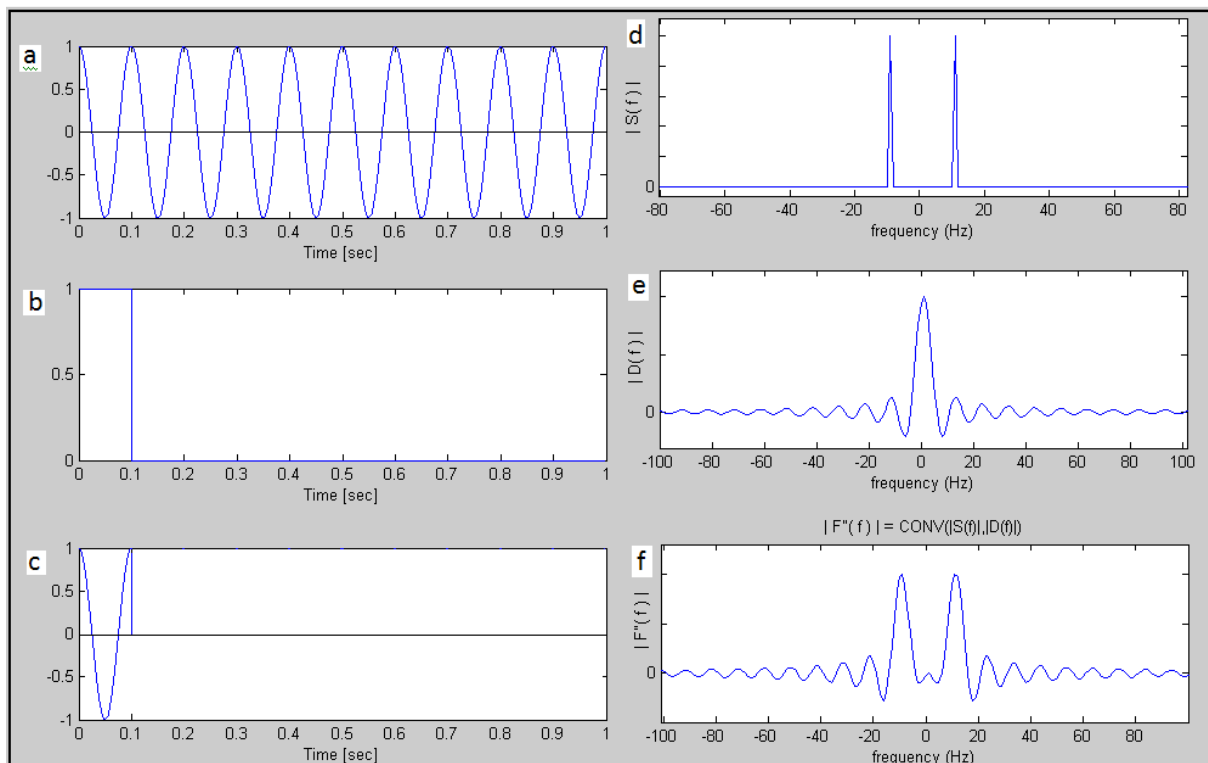 a
1
0.5
0
-0.5
-1
0 0.1 0.2 0.3 0.4 0.5 0.6 0.7 0.8 0.9 1
Time [sec]
d
| S( f ) |
0
-80 -60 -40 -20 0 20 40 60 80
frequency (Hz)
b
1
0.5
0
0 0.1 0.2 0.3 0.4 0.5 0.6 0.7 0.8 0.9 1
Time [sec]
e
| D( f ) |
0
-100 -80 -60 -40 -20 0 20 40 60 80 100
frequency (Hz)
c
1
0.5
0
-0.5
-1
0 0.1 0.2 0.3 0.4 0.5 0.6 0.7 0.8 0.9 1
Time [sec]
| F"( f ) | = CONV(|S(f)|,|D(f)|)
f
| F"( f ) |
0
-100 -80 -60 -40 -20 0 20 40 60 80
frequency (Hz)